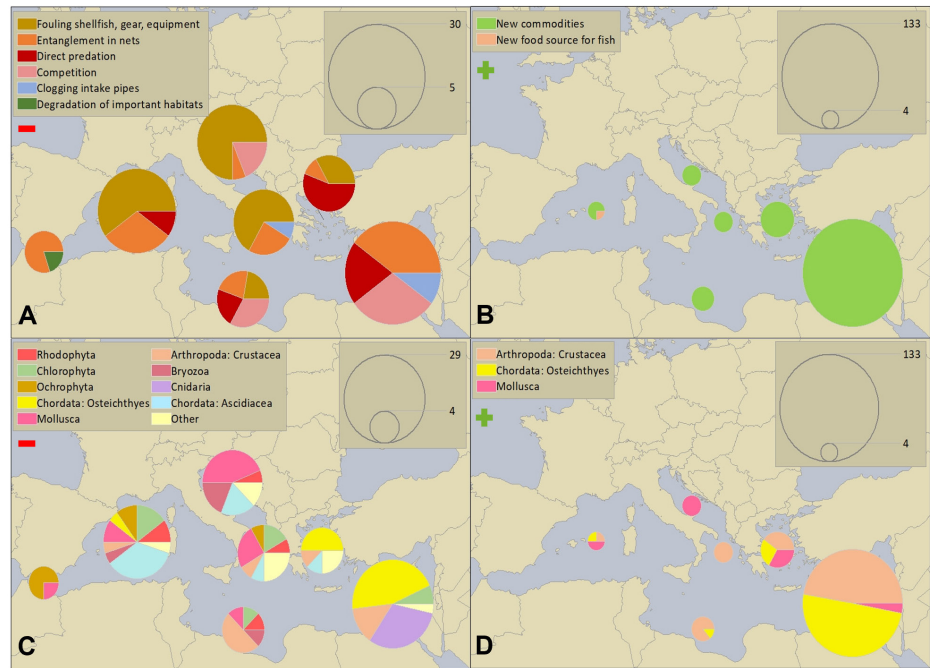 Fouling shellfish, gear, equipment
Entanglement in nets
Direct predation
Competition
Clogging intake pipes
Degradation of important habitats
30
5
A
New commodities
New food source for fish
133
4
B
Rhodophyta
Chlorophyta
Ochrophyta
Chordata: Osteichthyes
Mollusca
Arthropoda: Crustacea
Bryozoa
Cnidaria
Chordata: Ascidiacea
Other
29
4
C
Arthropoda: Crustacea
Chordata: Osteichthyes
Mollusca
133
4
D